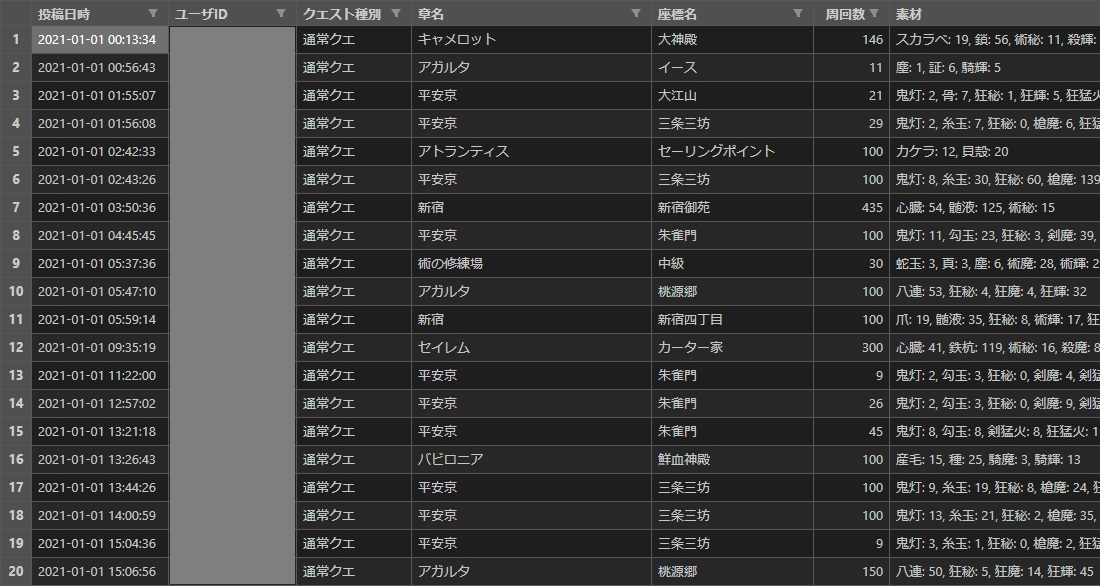 投稿日時 ユーザID クエスト種別 章名 座標名 周回数 素材
1 2021-01-01 00:13:34 通常クエ キャメロット 大神殿 146 スカラベ: 19, 鎖: 56, 術秘: 11, 殺輝:
2 2021-01-01 00:56:43 通常クエ アガルタ イース 11 塵: 1, 証: 6, 騎輝: 5
3 2021-01-01 01:55:07 通常クエ 平安京 大江山 21 鬼灯: 2, 骨: 7, 狂秘: 1, 狂輝: 5, 狂猛火
4 2021-01-01 01:56:08 通常クエ 平安京 三条三坊 29 鬼灯: 2, 糸玉: 7, 狂秘: 0, 槍魔: 6, 狂猛
5 2021-01-01 02:42:33 通常クエ アトランティス セーリングポイント 100 カケラ: 12, 貝殻: 20
6 2021-01-01 02:43:26 通常クエ 平安京 三条三坊 100 鬼灯: 8, 糸玉: 30, 狂秘: 60, 槍魔: 139
7 2021-01-01 03:50:36 通常クエ 新宿 新宿御苑 435 心臓: 54, 髄液: 125, 術秘: 15
8 2021-01-01 04:45:45 通常クエ 平安京 朱雀門 100 鬼灯: 11, 勾玉: 23, 狂秘: 3, 剣魔: 39,
9 2021-01-01 05:37:36 通常クエ 術の修練場 中級 30 蛇玉: 3, 頁: 3, 塵: 6, 術魔: 28, 術輝: 2
10 2021-01-01 05:47:10 通常クエ アガルタ 桃源郷 100 八連: 53, 狂秘: 4, 狂魔: 4, 狂輝: 32
11 2021-01-01 05:59:14 通常クエ 新宿 新宿四丁目 100 爪: 19, 髄液: 35, 狂秘: 8, 術輝: 17, 狂
12 2021-01-01 09:35:19 通常クエ セイレム カーター家 300 心臓: 41, 鉄杭: 119, 術秘: 16, 殺魔: 8
13 2021-01-01 11:22:00 通常クエ 平安京 朱雀門 9 鬼灯: 2, 勾玉: 3, 狂秘: 0, 剣魔: 4, 剣猛
14 2021-01-01 12:57:02 通常クエ 平安京 朱雀門 26 鬼灯: 2, 勾玉: 3, 狂秘: 0, 剣魔: 9, 剣猛
15 2021-01-01 13:21:18 通常クエ 平安京 朱雀門 45 鬼灯: 8, 勾玉: 8, 剣猛火: 8, 狂猛火: 1
16 2021-01-01 13:26:43 通常クエ バビロニア 鮮血神殿 100 産毛: 15, 種: 25, 騎魔: 3, 騎輝: 13
17 2021-01-01 13:44:26 通常クエ 平安京 三条三坊 100 鬼灯: 9, 糸玉: 19, 狂秘: 8, 槍魔: 24, 狂
18 2021-01-01 14:00:59 通常クエ 平安京 三条三坊 100 鬼灯: 13, 糸玉: 21, 狂秘: 2, 槍魔: 35,
19 2021-01-01 15:04:36 通常クエ 平安京 三条三坊 9 鬼灯: 3, 糸玉: 1, 狂秘: 0, 槍魔: 2, 狂猛
20 2021-01-01 15:06:56 通常クエ アガルタ 桃源郷 150 八連: 50, 狂秘: 5, 狂魔: 14, 狂輝: 45